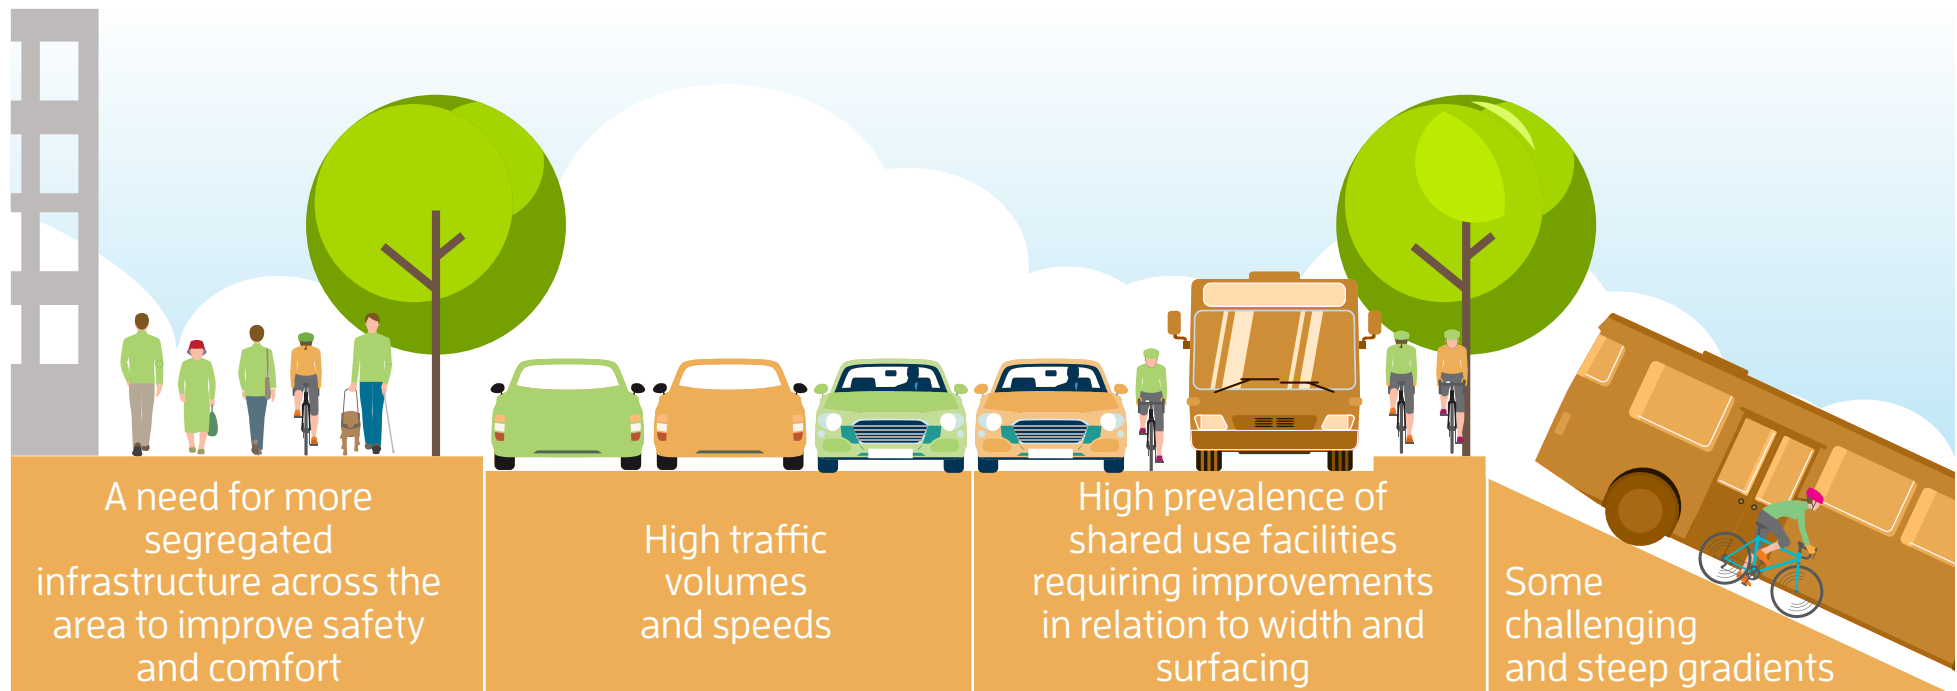 A need for more
segregated
infrastructure across the
area to improve safety
and comfort
High traffic
volumes
and speeds
High prevalence of
shared use facilities
requiring improvements
in relation to width and
surfacing
Some
challenging
and steep gradients